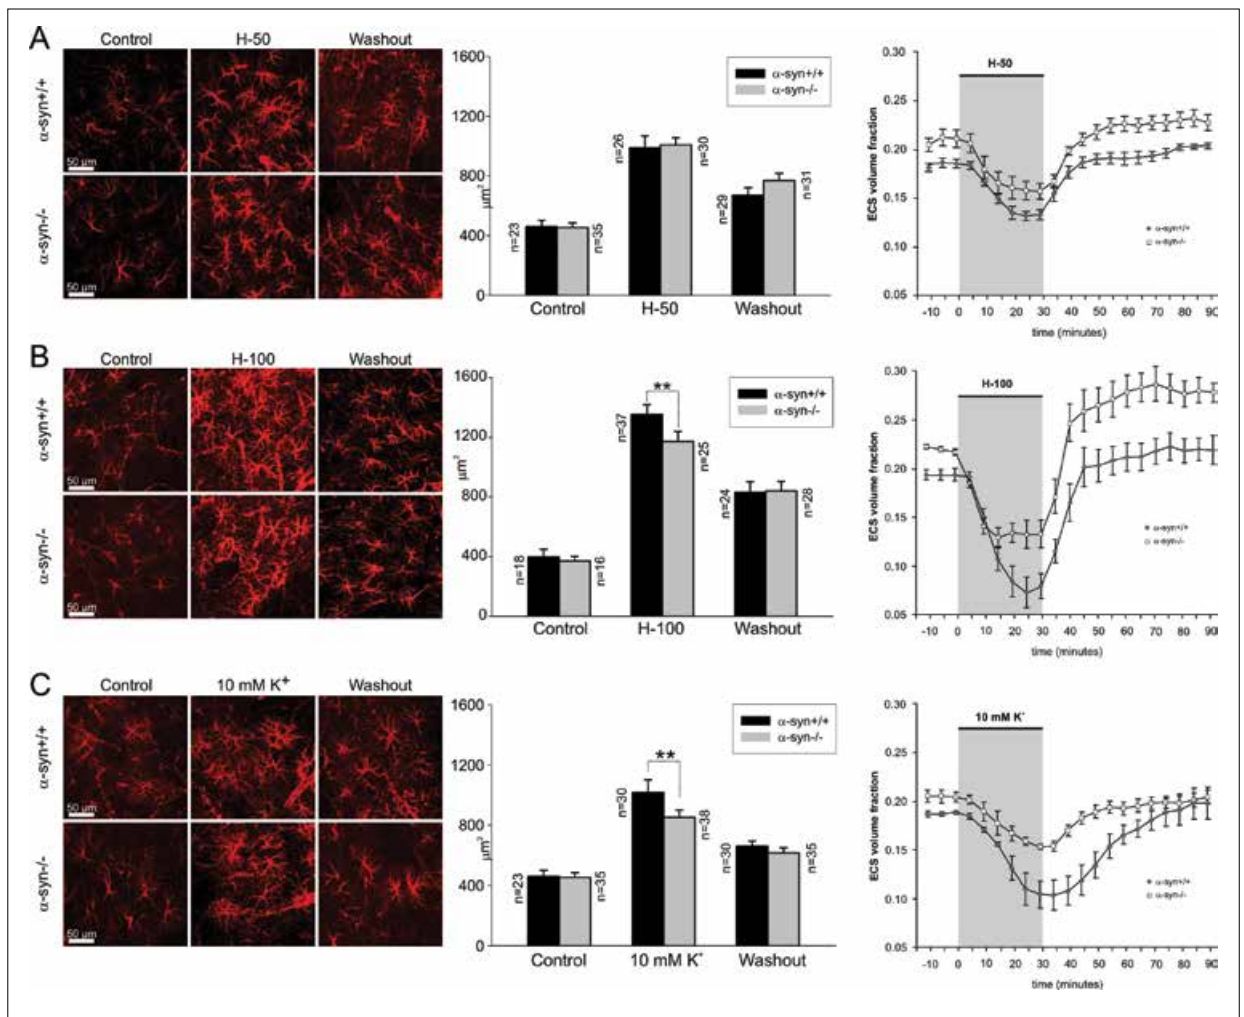 A
Control H-50 Washout
α-syn+/+
50 µm
α-syn-/-
50 µm
1600
1200
800
µm²
400
0
n=23
n=35
n=26
n=30
n=29
n=31
Control H-50 Washout
α-syn+/+
α-syn-/-
0.30
0.25
0.20
0.15
0.10
0.05
ECS volume fraction
H-50
α-syn+/+
α-syn-/-
-10 0 10 20 30 40 50 60 70 80 90
time (minutes)
B
Control H-100 Washout
α-syn+/+
50 µm
α-syn-/-
50 µm
1600
1200
µm²
800
400
0
n=18
n=16
n=37
**
n=25
n=24
n=28
Control H-100 Washout
α-syn+/+
α-syn-/-
0.30
0.25
0.20
0.15
0.10
0.05
ECS volume fraction
H-100
α-syn+/+
α-syn-/-
-10 0 10 20 30 40 50 60 70 80 90
time (minutes)
C
Control 10 mM K+ Washout
α-syn+/+
50 µm
α-syn-/-
50 µm
1600
1200
800
µm²
400
0
n=23
n=35
n=30
**
n=38
n=30
n=35
Control 10 mM K+ Washout
α-syn+/+
α-syn-/-
0.30
0.25
0.20
0.15
0.10
0.05
ECS volume fraction
10 mM K+
α-syn+/+
α-syn-/-
-10 0 10 20 30 40 50 60 70 80 90
time (minutes)